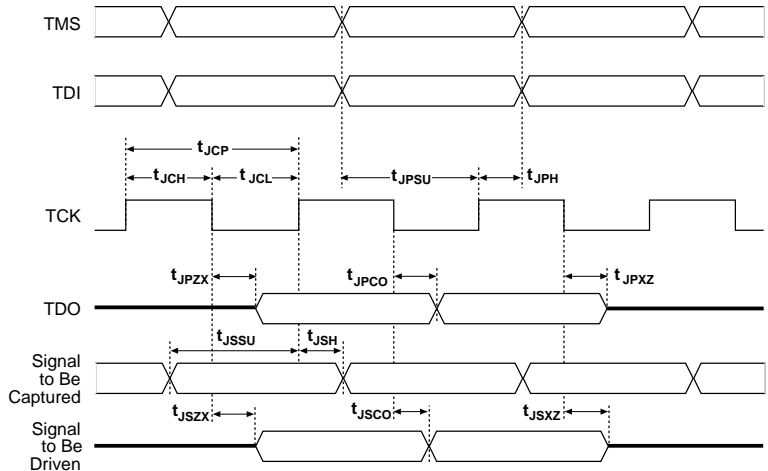 TMS
TDI
tJCP
tJCH
tJCL
tJPSU
tJPH
TCK
tJPZX
tJPCO
tJPXZ
TDO
tJSSU
tJSH
Signal
to Be
Captured
tJSZX
tJSCO
tJSXZ
Signal
to Be
Driven